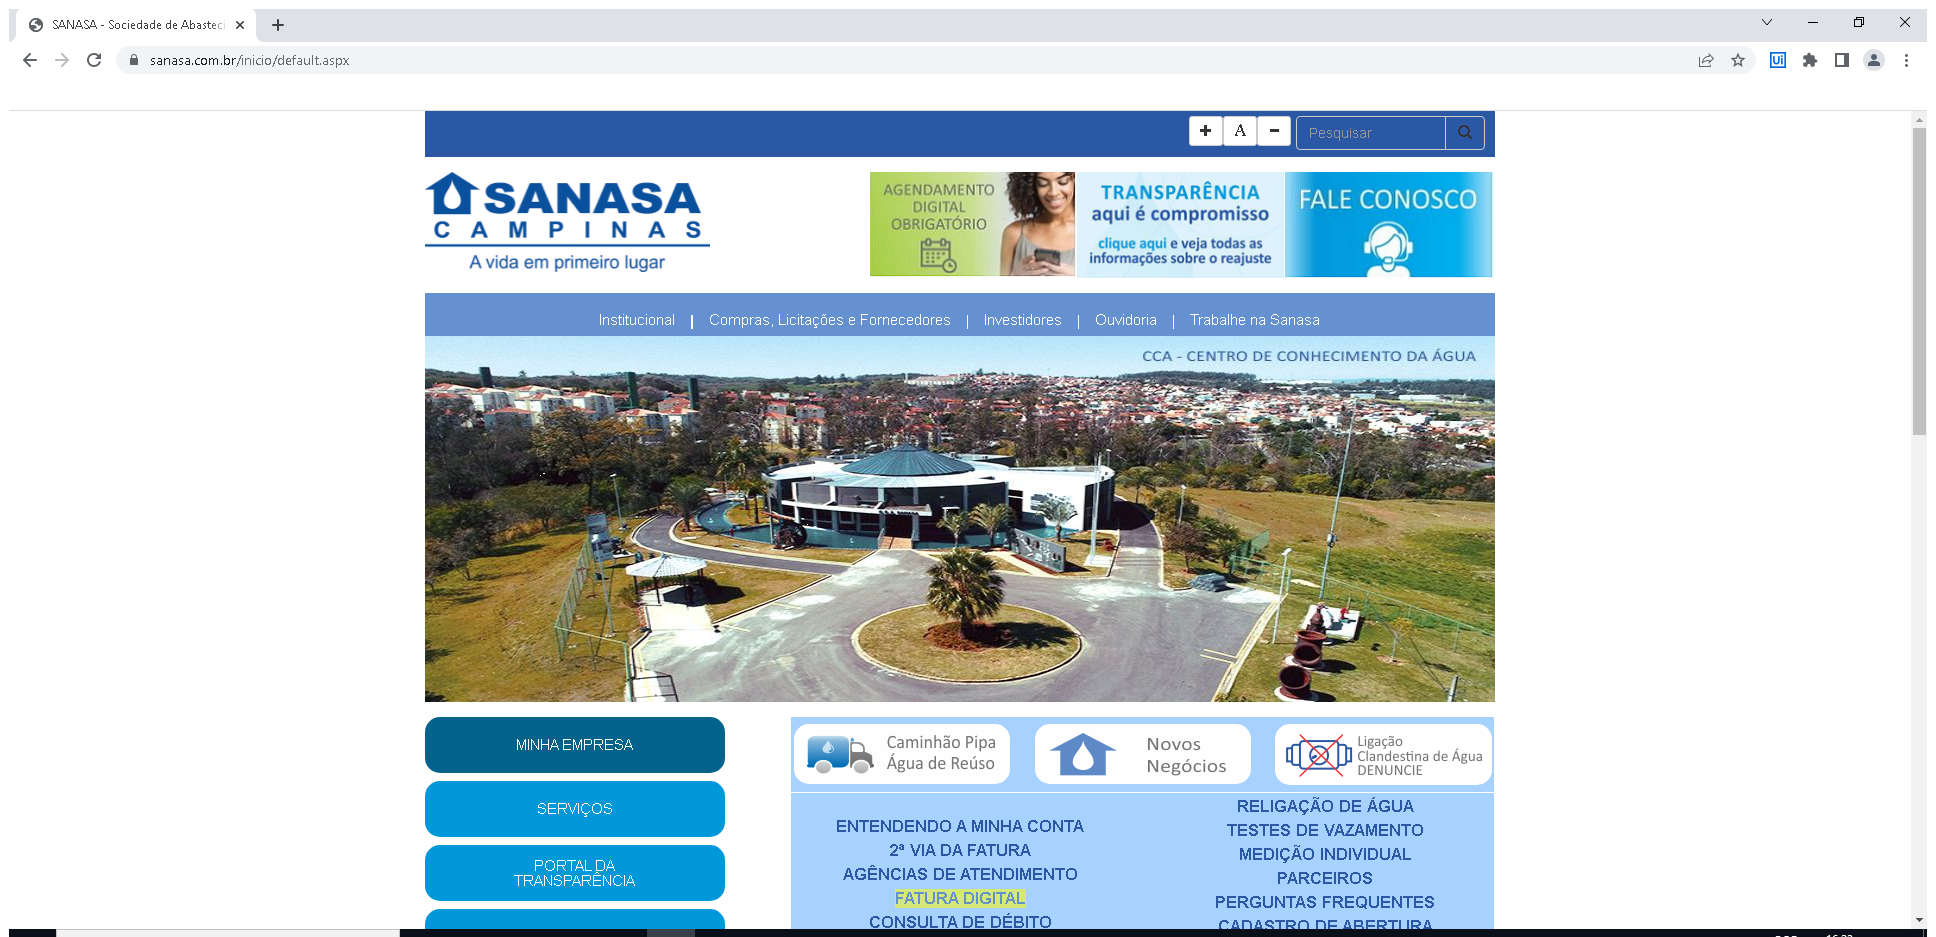 SANASA - Sociedade de Abasteci
sanasa.com.br/inicio/default.aspx
+ A -
Pesquisar
SANASA
CAMPINAS
A vida em primeiro lugar
AGENDAMENTO
DIGITAL
OBRIGATÓRIO
TRANSPARÊNCIA
aqui é compromisso
clique aqui e veja todas as
informações sobre o reajuste
FALE CONOSCO
Institucional | Compras, Licitações e Fornecedores | Investidores | Ouvidoria | Trabalhe na Sanasa
CCA - CENTRO DE CONHECIMENTO DA ÁGUA
MINHA EMPRESA
SERVIÇOS
PORTAL DA
TRANSPARÊNCIA
Caminhão Pipa
Água de Reúso
Novos
Negócios
Ligação
Clandestina de Água
DENUNCIE
ENTENDENDO A MINHA CONTA
2ª VIA DA FATURA
AGÊNCIAS DE ATENDIMENTO
FATURA DIGITAL
CONSULTA DE DÉBITO
RELIGAÇÃO DE ÁGUA
TESTES DE VAZAMENTO
MEDIÇÃO INDIVIDUAL
PARCEIROS
PERGUNTAS FREQUENTES
CADASTRO DE ABERTURA